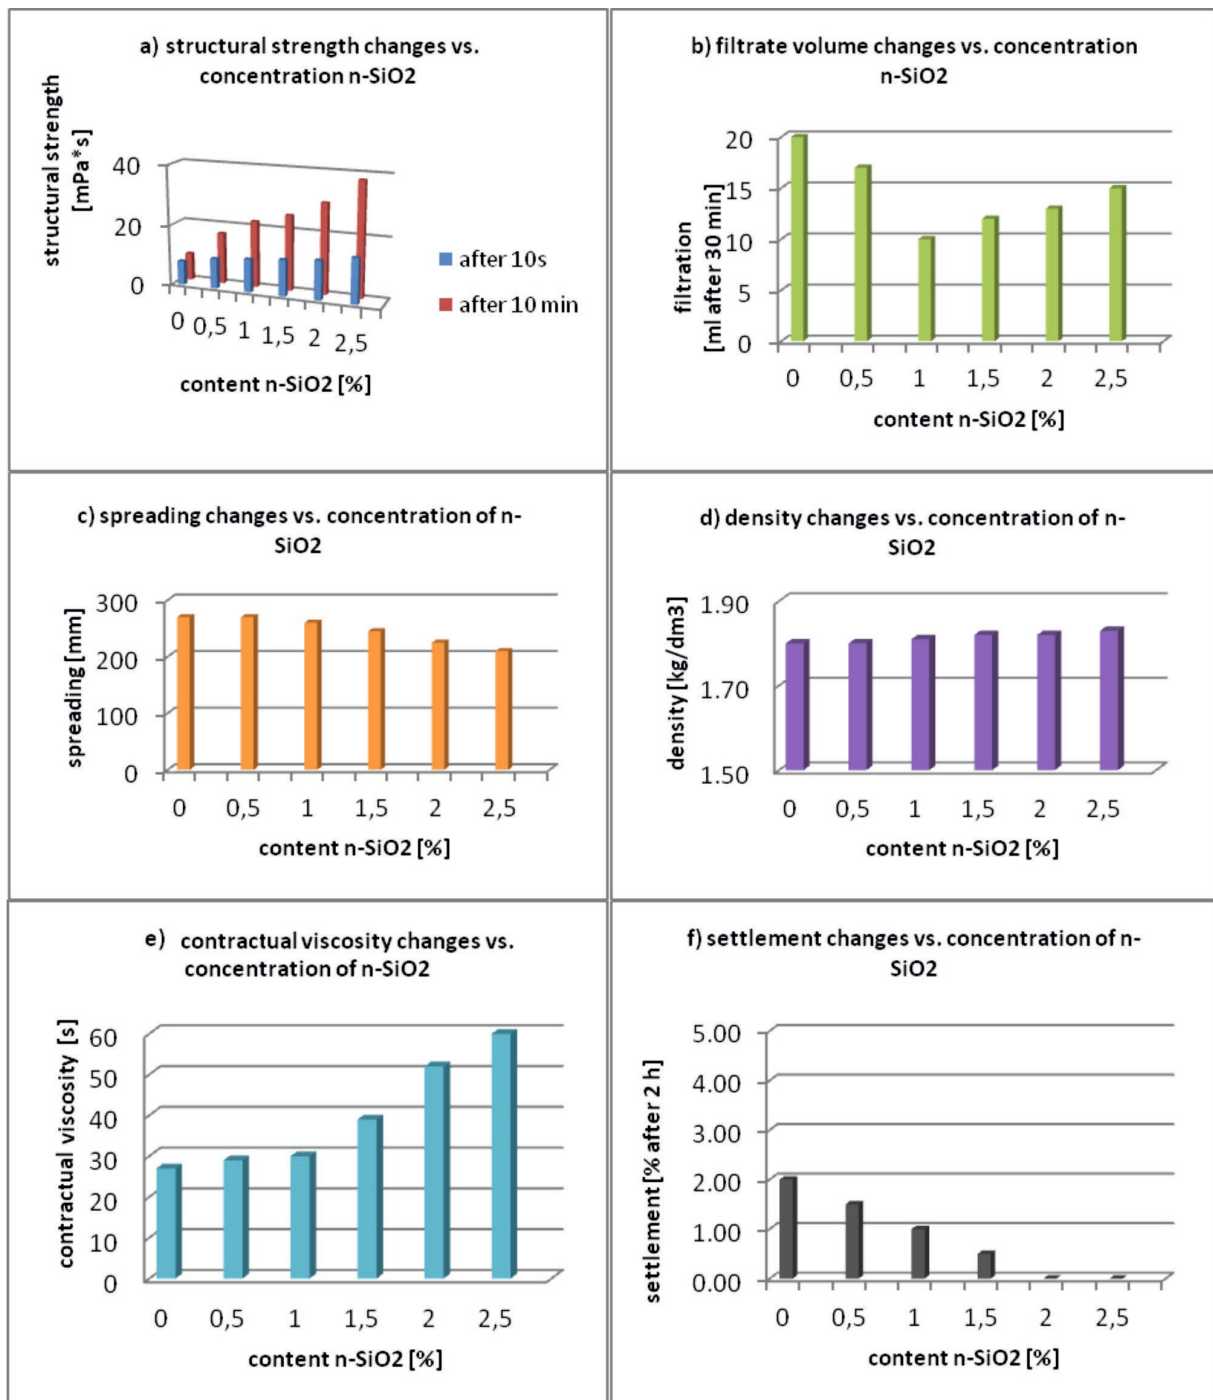 a) structural strength changes vs.
concentration n-SiO2
structural strength
[mPa*s]
40
20
0
0 0,5 1 1,5 2 2,5
content n-SiO2 [%]
after 10s
after 10 min
b) filtrate volume changes vs. concentration
n-SiO2
filtration
[ml after 30 min]
20
15
10
5
0
0 0,5 1 1,5 2 2,5
content n-SiO2 [%]
c) spreading changes vs. concentration of n-
SiO2
spreading [mm]
300
200
100
0
0 0,5 1 1,5 2 2,5
content n-SiO2 [%]
d) density changes vs. concentration of n-
SiO2
density [kg/dm3]
1.90
1.70
1.50
0 0,5 1 1,5 2 2,5
content n-SiO2 [%]
e) contractual viscosity changes vs.
concentration of n-SiO2
contractual viscosity [s]
60
50
40
30
20
10
0
0 0,5 1 1,5 2 2,5
content n-SiO2 [%]
f) settlement changes vs. concentration of n-
SiO2
settlement [% after 2 h]
5.00
4.00
3.00
2.00
1.00
0.00
0 0,5 1 1,5 2 2,5
content n-SiO2 [%]